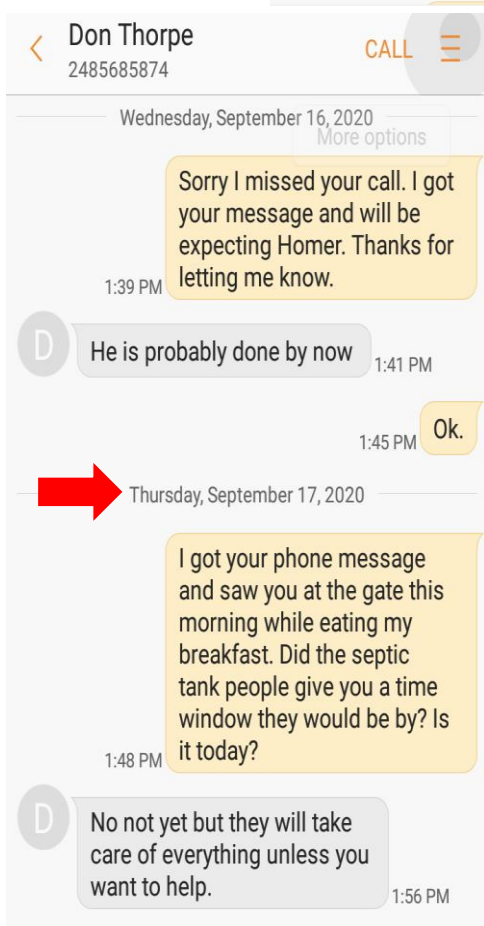 Don Thorpe
CALL
2485685874
Wednesday, September 16, 2020
More options
Sorry I missed your call. I got
your message and will be
expecting Homer. Thanks for
letting me know.
1:39 PM
D
He is probably done by now
1:41 PM
Ok.
1:45 PM
Thursday, September 17, 2020
I got your phone message
and saw you at the gate this
morning while eating my
breakfast. Did the septic
tank people give you a time
window they would be by? Is
it today?
1:48 PM
D
No not yet but they will take
care of everything unless you
want to help.
1:56 PM